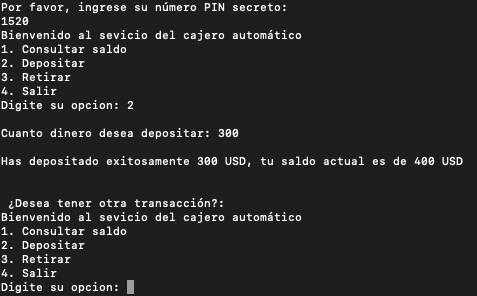 Por favor, ingrese su número PIN secreto:
1520
Bienvenido al sevicio del cajero automático
1. Consultar saldo
2. Depositar
3. Retirar
4. Salir
Digite su opcion: 2
Cuanto dinero desea depositar: 300
Has depositado exitosamente 300 USD, tu saldo actual es de 400 USD
¿Desea tener otra transacción?:
Bienvenido al sevicio del cajero automático
1. Consultar saldo
2. Depositar
3. Retirar
4. Salir
Digite su opcion: